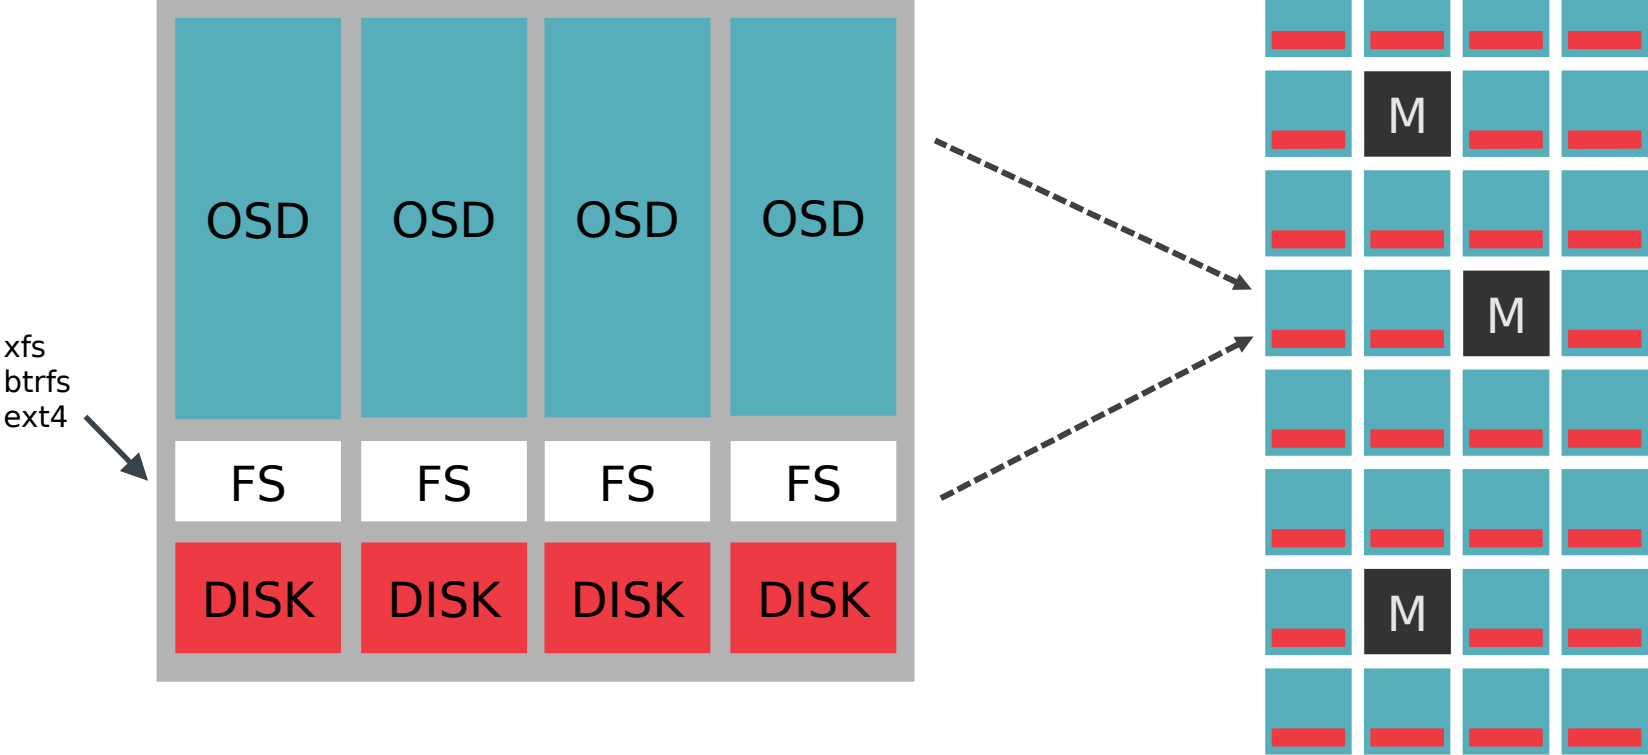 OSD OSD OSD OSD
xfs
btrfs
ext4
FS FS FS FS
DISK DISK DISK DISK
M
M
M